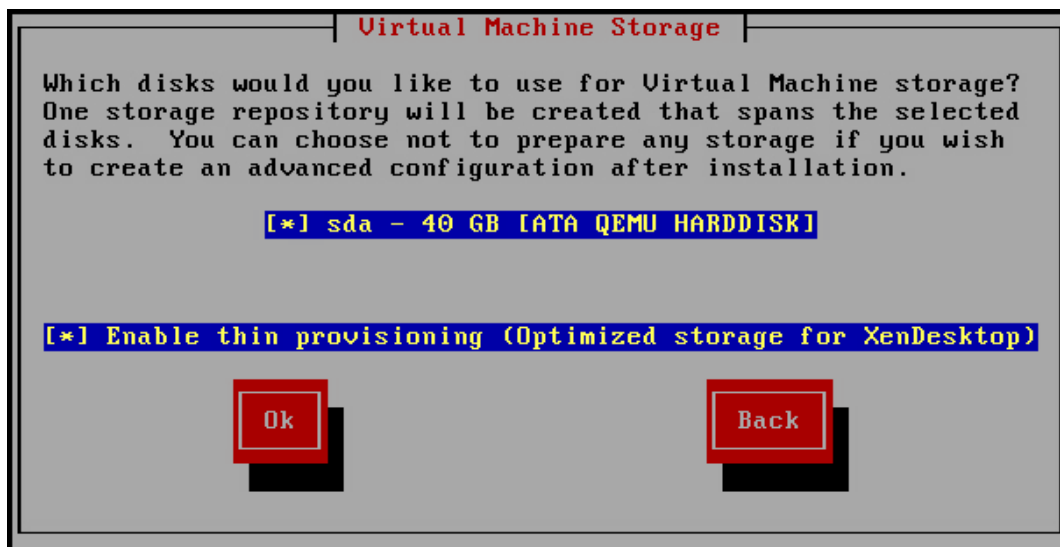 Virtual Machine Storage
Which disks would you like to use for Virtual Machine storage?
One storage repository will be created that spans the selected
disks.  You can choose not to prepare any storage if you wish
to create an advanced configuration after installation.
[*] sda - 40 GB [ATA QEMU HARDDISK]
[*] Enable thin provisioning (Optimized storage for XenDesktop)
Ok
Back